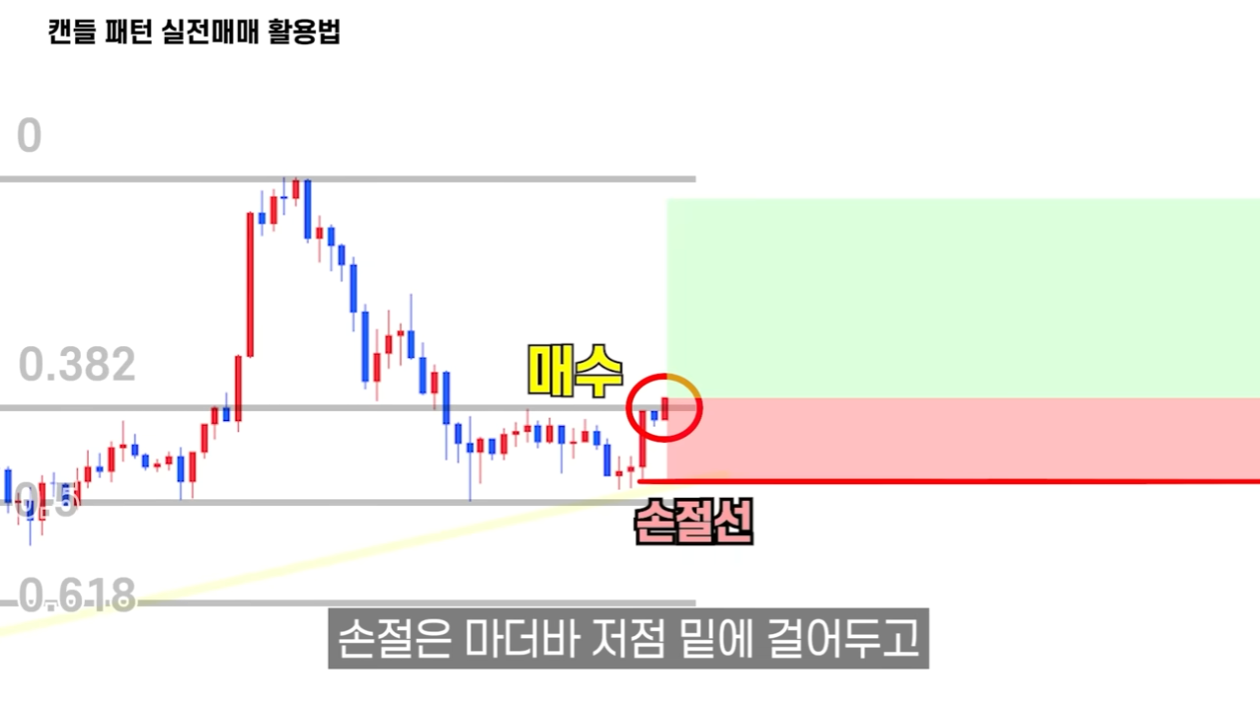 캔들 패턴 실전매매 활용법
0
0.382
매수
0.5
손절선
0.618
손절은 마더바 저점 밑에 걸어두고